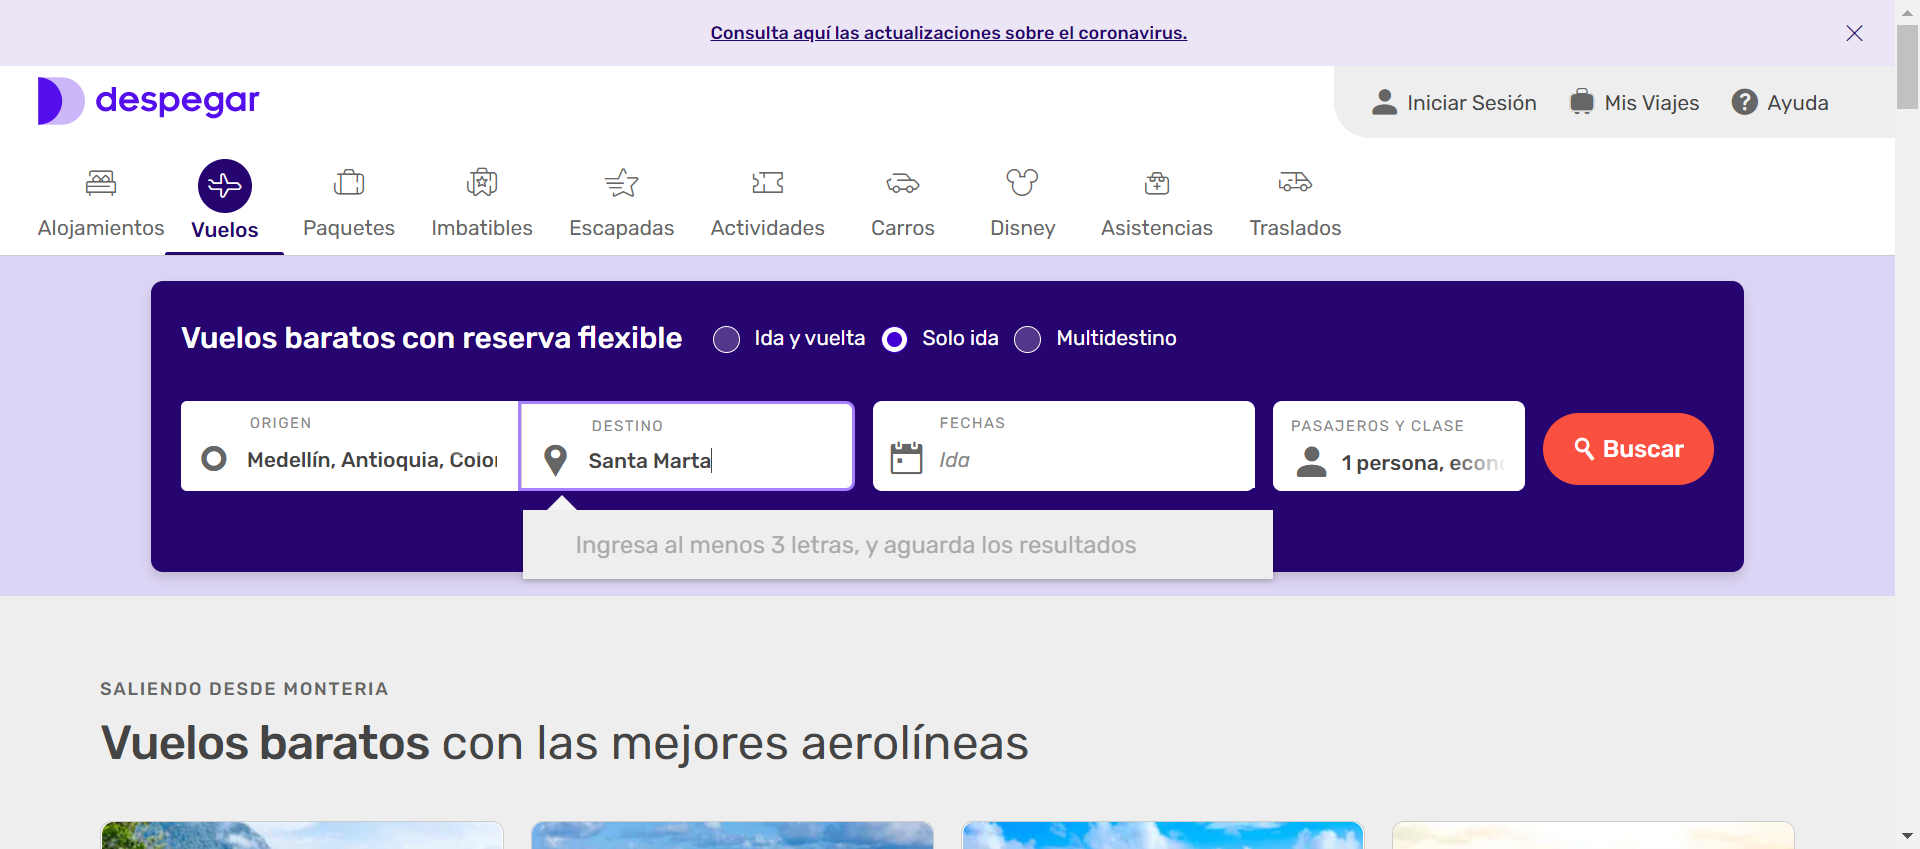 Consulta aquí las actualizaciones sobre el coronavirus.
despegar
Iniciar Sesión
Mis Viajes
Ayuda
Alojamientos
Vuelos
Paquetes
Imbatibles
Escapadas
Actividades
Carros
Disney
Asistencias
Traslados
Vuelos baratos con reserva flexible
Ida y vuelta
Solo ida
Multidestino
ORIGEN
Medellín, Antioquia, Colo
DESTINO
Santa Marta
FECHAS
Ida
PASAJEROS Y CLASE
1 persona, econ
Buscar
Ingresa al menos 3 letras, y aguarda los resultados
SALIENDO DESDE MONTERIA
Vuelos baratos con las mejores aerolíneas